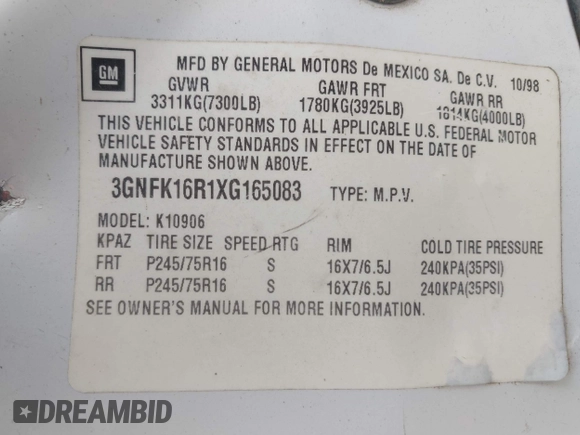 GM
MFD BY GENERAL MOTORS De MEXICO SA. De C.V. 10/98
GVWR GAWR FRT GAWR RR
3311KG(7300LB) 1780KG(3925LB) 1814KG(4000LB)
THIS VEHICLE CONFORMS TO ALL APPLICABLE U.S. FEDERAL MOTOR
VEHICLE SAFETY STANDARDS IN EFFECT ON THE DATE OF
MANUFACTURE SHOWN ABOVE.
3GNFK16R1XG165083 TYPE: M.P.V.
MODEL: K10906
KPAZ TIRE SIZE SPEED RTG RIM COLD TIRE PRESSURE
FRT P245/75R16 S 16X7/6.5J 240KPA(35PSI)
RR P245/75R16 S 16X7/6.5J 240KPA(35PSI)
SEE OWNER'S MANUAL FOR MORE INFORMATION.
DREAMBID